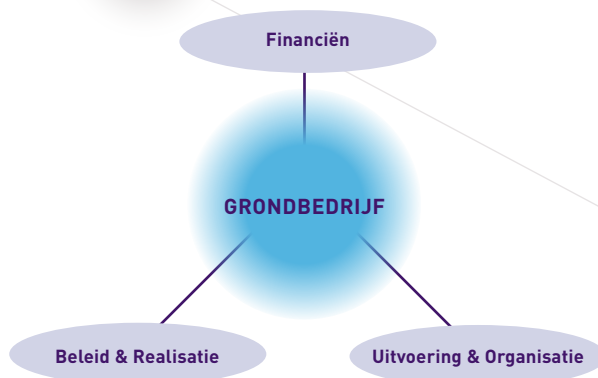 Financiën
GRONDBEDRIJF
Beleid & Realisatie
Uitvoering & Organisatie